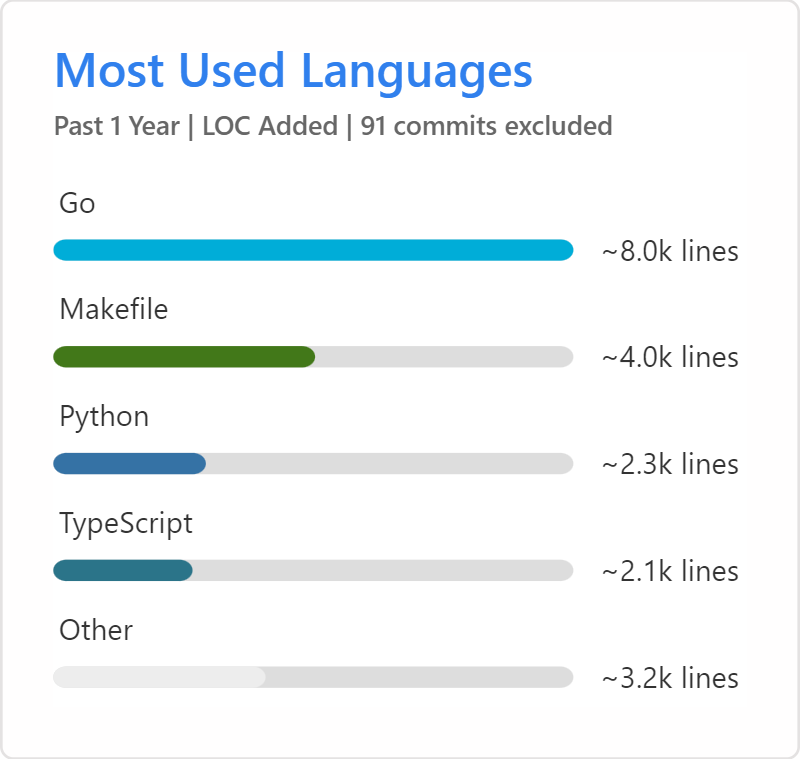 Most Used Languages
Past 1 Year | LOC Added | 91 commits excluded
Go
~8.0k lines
Makefile
~4.0k lines
Python
~2.3k lines
TypeScript
~2.1k lines
Other
~3.2k lines